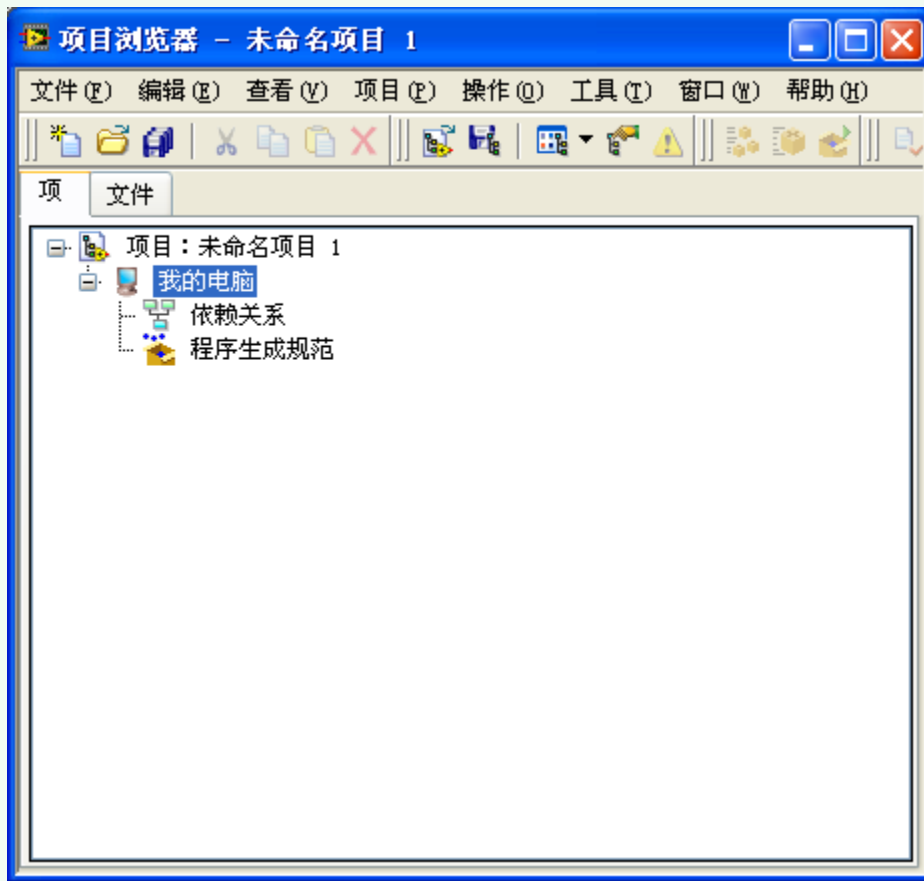 项目浏览器 - 未命名项目 1
文件(F) 编辑(E) 查看(V) 项目(P) 操作(O) 工具(T) 窗口(W) 帮助(H)
项 文件
项目：未命名项目 1
我的电脑
依赖关系
程序生成规范